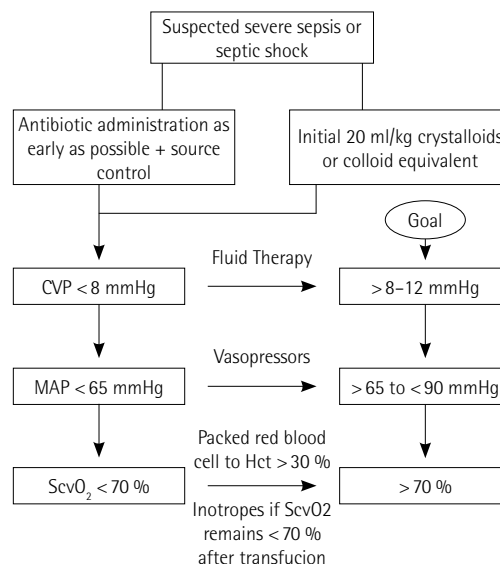 Suspected severe sepsis or
septic shock
Antibiotic administration as
early as possible + source
control
Initial 20 ml/kg crystalloids
or colloid equivalent
Goal
CVP < 8 mmHg
Fluid Therapy
> 8–12 mmHg
MAP < 65 mmHg
Vasopressors
> 65 to < 90 mmHg
Packed red blood
cell to Hct > 30 %
ScvO₂ < 70 %
> 70 %
Inotropes if ScvO2
remains < 70 %
after transfucion